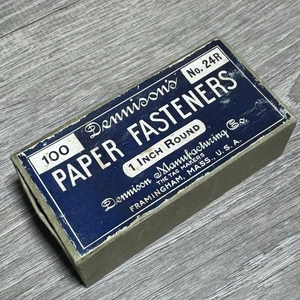 Dennison's
100
No. 24R
PAPER FASTENERS
1 INCH ROUND
Dennison Manufacturing Co.
THE TAG MAKERS
FRAMINGHAM, MASS., U.S.A.